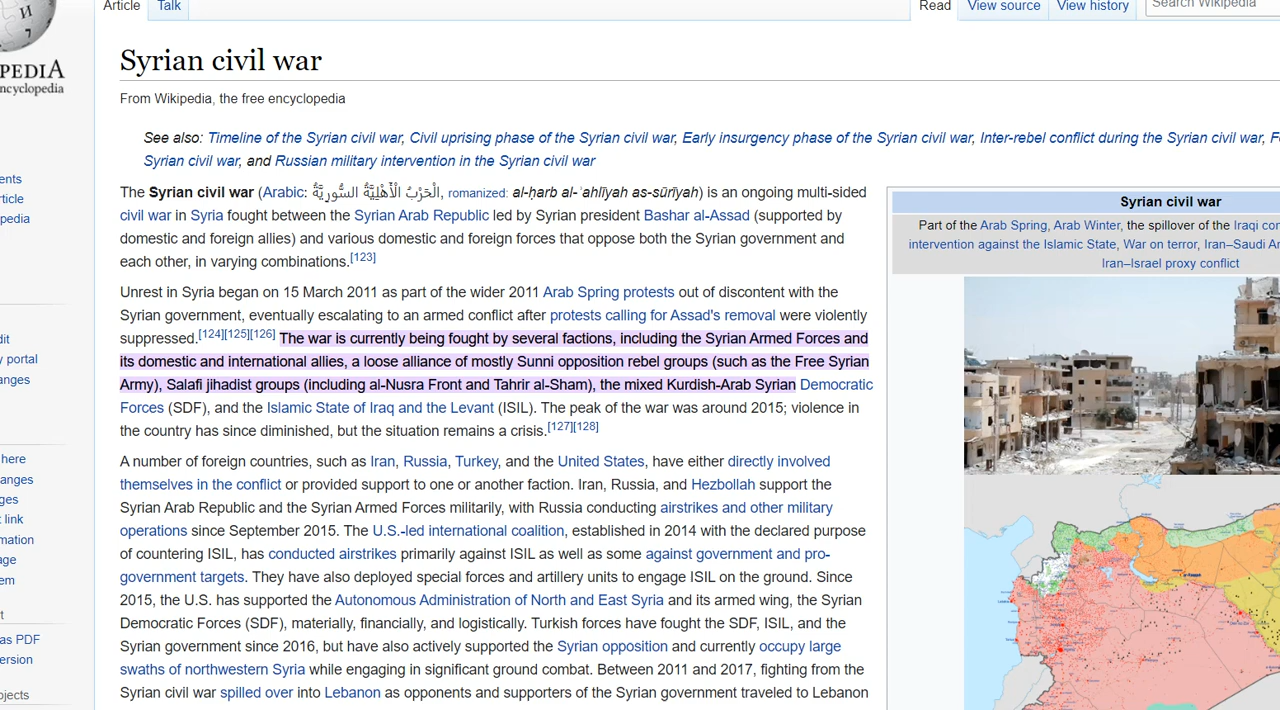 Article Talk Read View source View history Search Wikipedia
PEDIA
ncyclopedia
Syrian civil war
From Wikipedia, the free encyclopedia
See also: Timeline of the Syrian civil war, Civil uprising phase of the Syrian civil war, Early insurgency phase of the Syrian civil war, Inter-rebel conflict during the Syrian civil war, F
Syrian civil war, and Russian military intervention in the Syrian civil war
ents
rticle
pedia
dit
y portal
anges
here
anges
ges
t link
mation
age
em
t
as PDF
ersion
ojects
The Syrian civil war (Arabic: الْحَرْبُ الْأَهْلِيَّةُ السُّورِيَّةُ, romanized: al-ḥarb al-ʾahlīyah as-sūrīyah) is an ongoing multi-sided
civil war in Syria fought between the Syrian Arab Republic led by Syrian president Bashar al-Assad (supported by
domestic and foreign allies) and various domestic and foreign forces that oppose both the Syrian government and
each other, in varying combinations.[123]
Unrest in Syria began on 15 March 2011 as part of the wider 2011 Arab Spring protests out of discontent with the
Syrian government, eventually escalating to an armed conflict after protests calling for Assad's removal were violently
suppressed.[124][125][126] The war is currently being fought by several factions, including the Syrian Armed Forces and
its domestic and international allies, a loose alliance of mostly Sunni opposition rebel groups (such as the Free Syrian
Army), Salafi jihadist groups (including al-Nusra Front and Tahrir al-Sham), the mixed Kurdish-Arab Syrian Democratic
Forces (SDF), and the Islamic State of Iraq and the Levant (ISIL). The peak of the war was around 2015; violence in
the country has since diminished, but the situation remains a crisis.[127][128]
A number of foreign countries, such as Iran, Russia, Turkey, and the United States, have either directly involved
themselves in the conflict or provided support to one or another faction. Iran, Russia, and Hezbollah support the
Syrian Arab Republic and the Syrian Armed Forces militarily, with Russia conducting airstrikes and other military
operations since September 2015. The U.S.-led international coalition, established in 2014 with the declared purpose
of countering ISIL, has conducted airstrikes primarily against ISIL as well as some against government and pro-
government targets. They have also deployed special forces and artillery units to engage ISIL on the ground. Since
2015, the U.S. has supported the Autonomous Administration of North and East Syria and its armed wing, the Syrian
Democratic Forces (SDF), materially, financially, and logistically. Turkish forces have fought the SDF, ISIL, and the
Syrian government since 2016, but have also actively supported the Syrian opposition and currently occupy large
swaths of northwestern Syria while engaging in significant ground combat. Between 2011 and 2017, fighting from the
Syrian civil war spilled over into Lebanon as opponents and supporters of the Syrian government traveled to Lebanon
Syrian civil war
Part of the Arab Spring, Arab Winter, the spillover of the Iraqi con
intervention against the Islamic State, War on terror, Iran–Saudi Ar
Iran–Israel proxy conflict